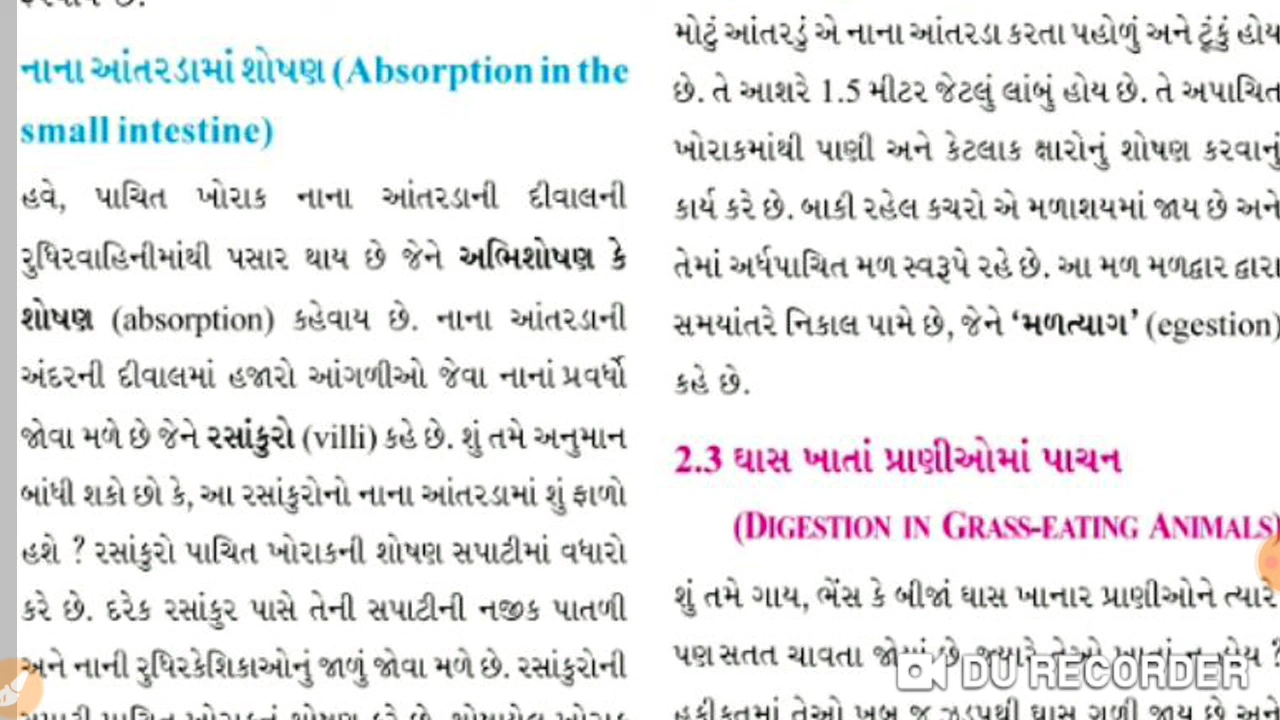 નાના આંતરડામાં શોષણ (Absorption in the
small intestine)
હવે, પાચિત ખોરાક નાના આંતરડાની દીવાલની
રુધિરવાહિનીમાંથી પસાર થાય છે જેને અભિશોષણ કે
શોષણ (absorption) કહેવાય છે. નાના આંતરડાની
અંદરની દીવાલમાં હજારો આંગળીઓ જેવા નાનાં પ્રવર્ધો
જોવા મળે છે જેને રસાંકુરો (villi) કહે છે. શું તમે અનુમાન
બાંધી શકો છો કે, આ રસાંકુરોનો નાના આંતરડામાં શું ફાળો
હશે ? રસાંકુરો પાચિત ખોરાકની શોષણ સપાટીમાં વધારો
કરે છે. દરેક રસાંકુર પાસે તેની સપાટીની નજીક પાતળી
અને નાની રુધિરકેશિકાઓનું જાળું જોવા મળે છે. રસાંકુરોની
મોટું આંતરડું એ નાના આંતરડા કરતા પહોળું અને ટૂંકું હોય
છે. તે આશરે 1.5 મીટર જેટલું લાંબું હોય છે. તે અપાચિત
ખોરાકમાંથી પાણી અને કેટલાક ક્ષારોનું શોષણ કરવાનું
કાર્ય કરે છે. બાકી રહેલ કચરો એ મળાશયમાં જાય છે અને
તેમાં અર્ધપાચિત મળ સ્વરૂપે રહે છે. આ મળ મળદ્વાર દ્વારા
સમયાંતરે નિકાલ પામે છે, જેને ‘મળત્યાગ’ (egestion)
કહે છે.
2.3 ઘાસ ખાતાં પ્રાણીઓમાં પાચન
(DIGESTION IN GRASS-EATING ANIMALS)
શું તમે ગાય, ભેંસ કે બીજાં ઘાસ ખાનાર પ્રાણીઓને ત્યારે
પણ સતત ચાવતા જોયાં છે જ્યારે તેઓ ખાતાં ન હોય ?
હકીકતમાં તેઓ ખૂબ જ ઝડપથી ઘાસ ગળી જાય છે અને
DU RECORDER